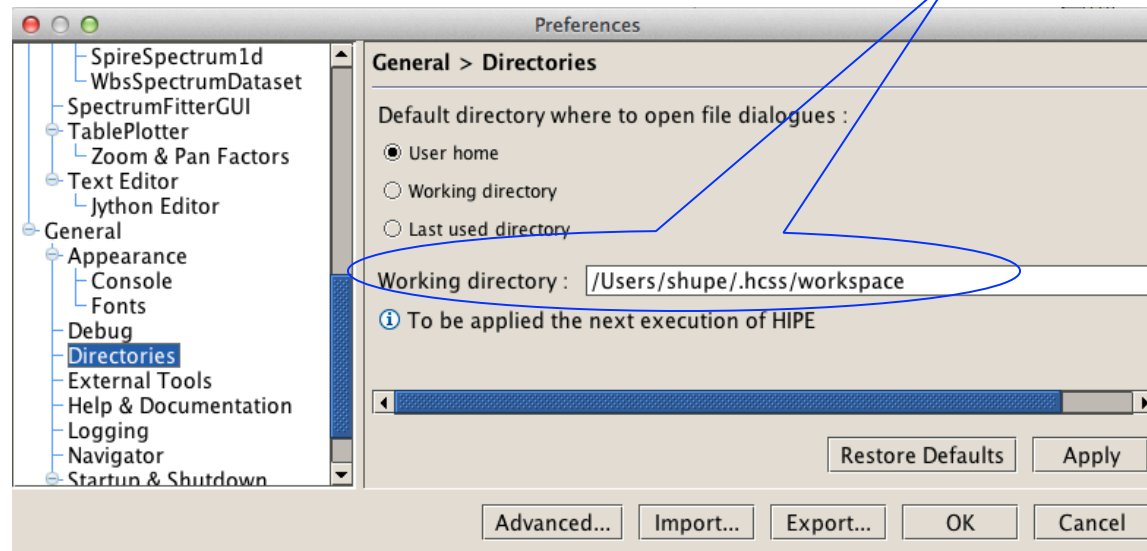 Preferences
SpireSpectrum1d
WbsSpectrumDataset
SpectrumFitterGUI
TablePlotter
Zoom & Pan Factors
Text Editor
Jython Editor
General
Appearance
Console
Fonts
Debug
Directories
External Tools
Help & Documentation
Logging
Navigator
Startup & Shutdown
General > Directories
Default directory where to open file dialogues :
User home
Working directory
Last used directory
Working directory : /Users/shupe/.hcss/workspace
To be applied the next execution of HIPE
Restore Defaults Apply
Advanced... Import... Export... OK Cancel